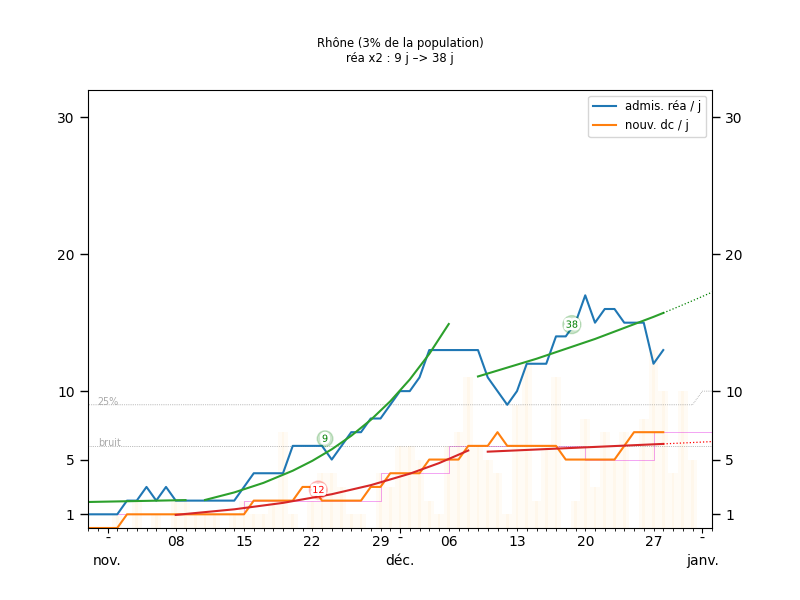 Rhône (3% de la population)
réa x2 : 9 j –> 38 j
admis. réa / j
nouv. dc / j
30 30
20 20
10 10
5 5
1 1
25%
bruit
9
12
38
- 08 15 22 29 - 06 13 20 27 -
nov. déc. janv.